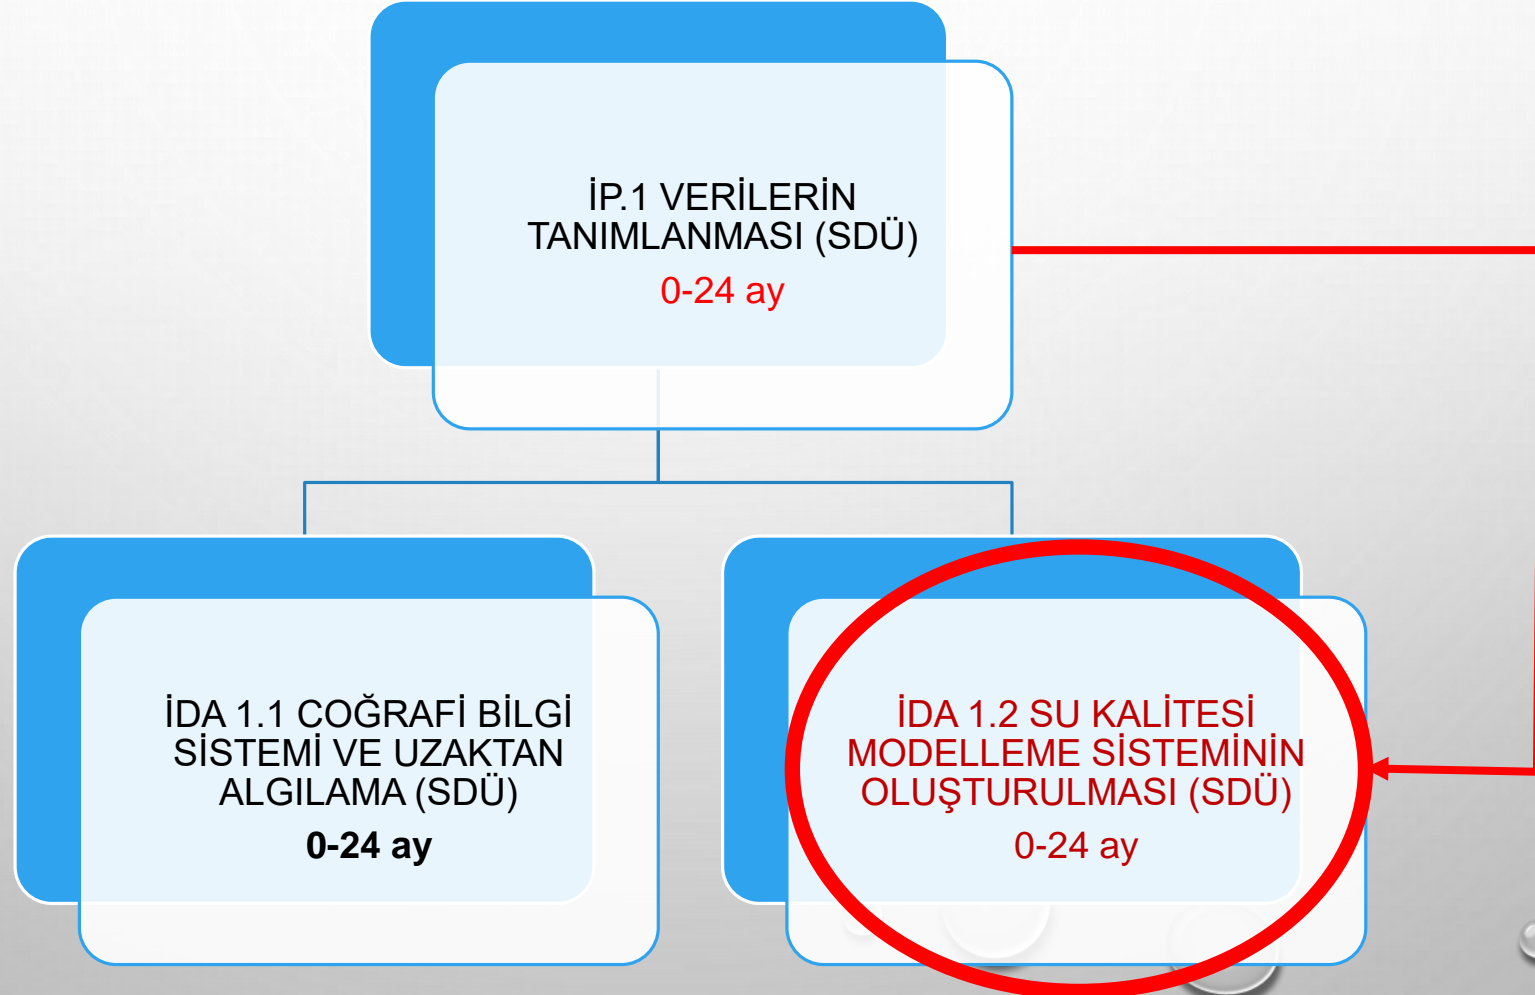 İP.1 VERİLERİN
TANIMLANMASI (SDÜ)
0-24 ay
İDA 1.1 COĞRAFİ BİLGİ
SİSTEMİ VE UZAKTAN
ALGILAMA (SDÜ)
0-24 ay
İDA 1.2 SU KALİTESİ
MODELLEME SİSTEMİNİN
OLUŞTURULMASI (SDÜ)
0-24 ay